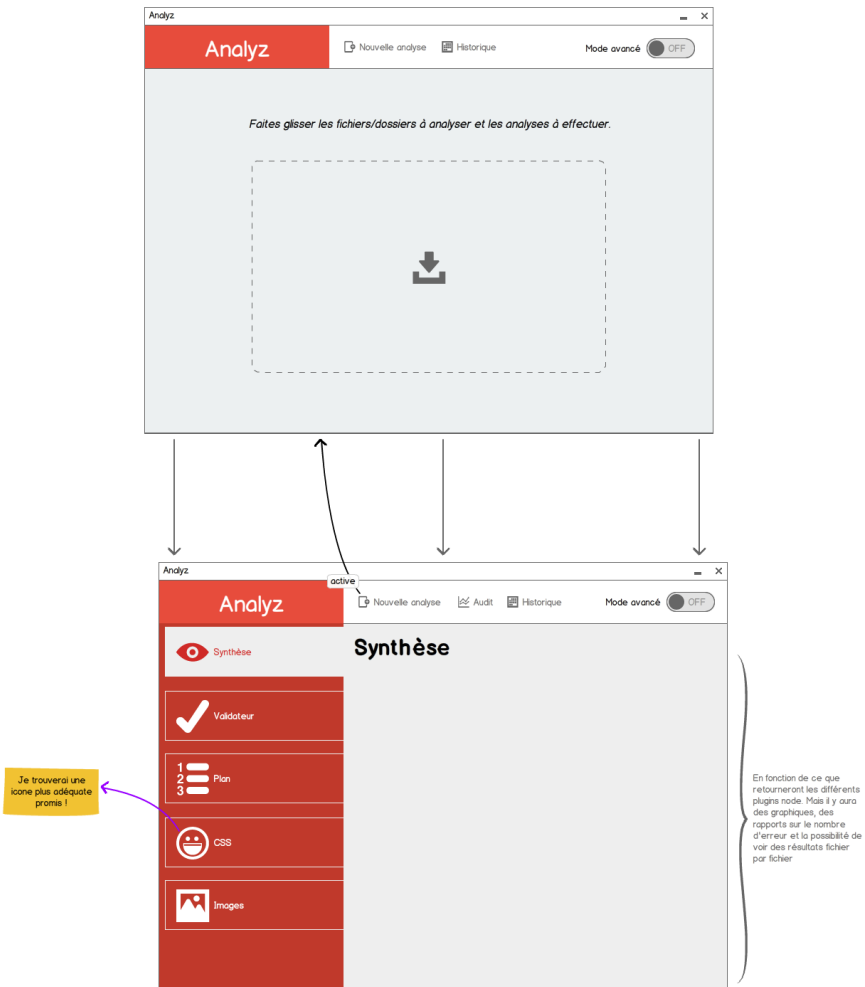 Analyz
Analyz
Nouvelle analyse
Historique
Mode avancé
OFF
Faites glisser les fichiers/dossiers à analyser et les analyses à effectuer.
Analyz
active
Analyz
Nouvelle analyse
Audit
Historique
Mode avancé
OFF
Synthèse
Synthèse
Validateur
1
2
3
Plan
CSS
Images
Je trouverai une
icone plus adéquate
promis !
En fonction de ce que
retourneront les différents
plugins node. Mais il y aura
des graphiques, des
rapports sur le nombre
d'erreur et la possibilité de
voir des résultats fichier
par fichier